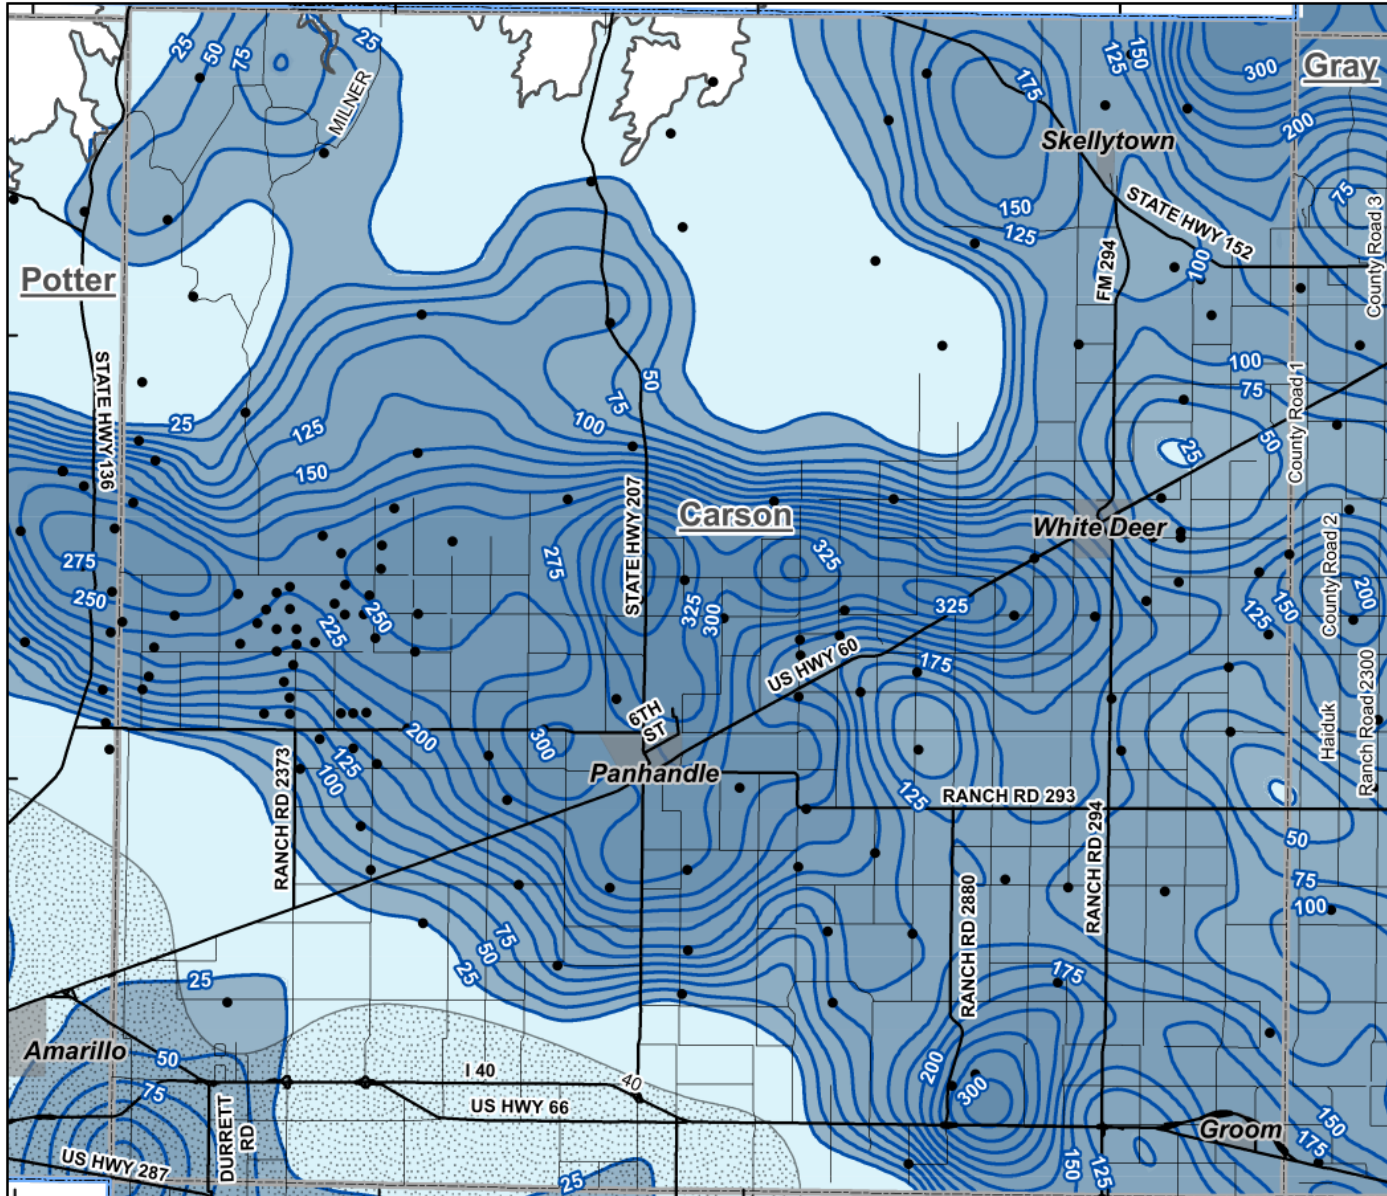 25
50
75
25
MILNER
175
125
150
300
Gray
200
Skellytown
75
150
125
STATE HWY 152
100
FM 294
County Road 3
Potter
STATE HWY 136
25
125
150
50
75
100
100
75
50
25
County Road 1
STATE HWY 207
Carson
White Deer
275
250
225
250
275
325
325
300
325
US HWY 60
175
125
150
200
County Road 2
6TH
ST
300
200
125
100
Panhandle
RANCH RD 2373
125
RANCH RD 293
RANCH RD 294
Haiduk
Ranch Road 2300
50
75
100
75
50
25
RANCH RD 2880
175
25
Amarillo
50
75
I 40
40
US HWY 66
DURRETT
RD
US HWY 287
200
300
150
125
Groom
150
175
25